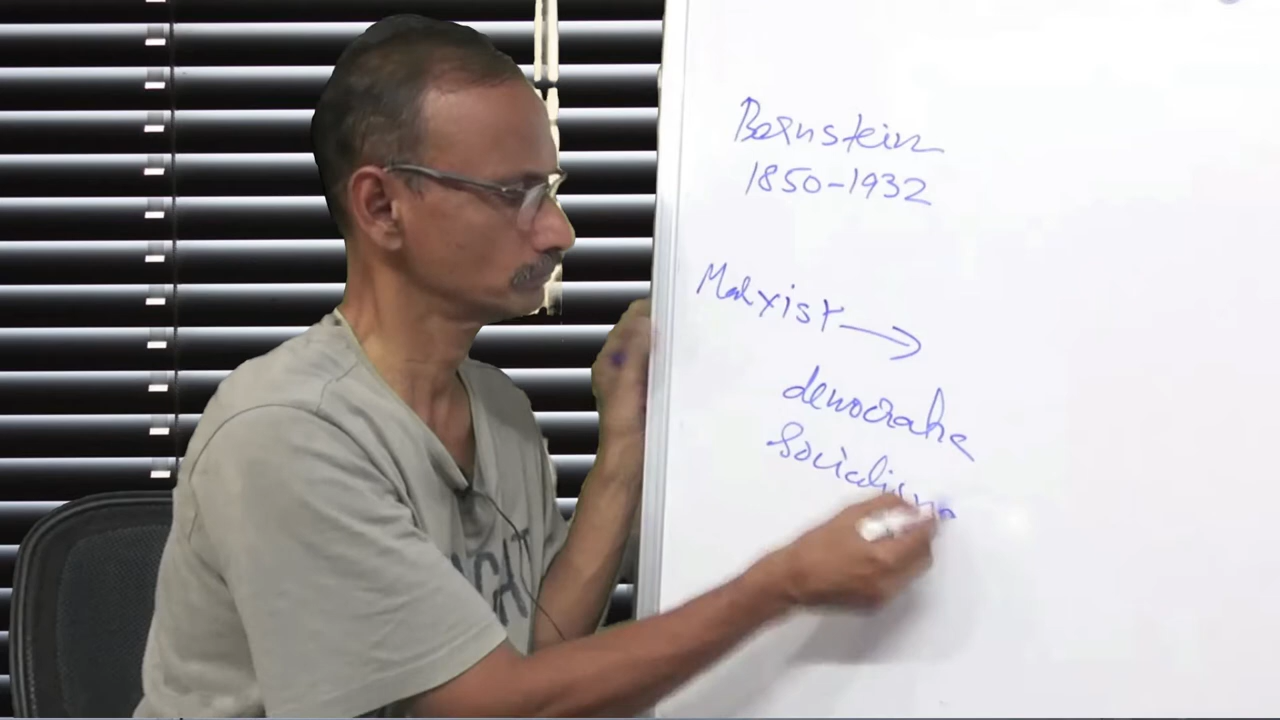 Bernstein
1850-1932
Marxist →
democratic
Socialism